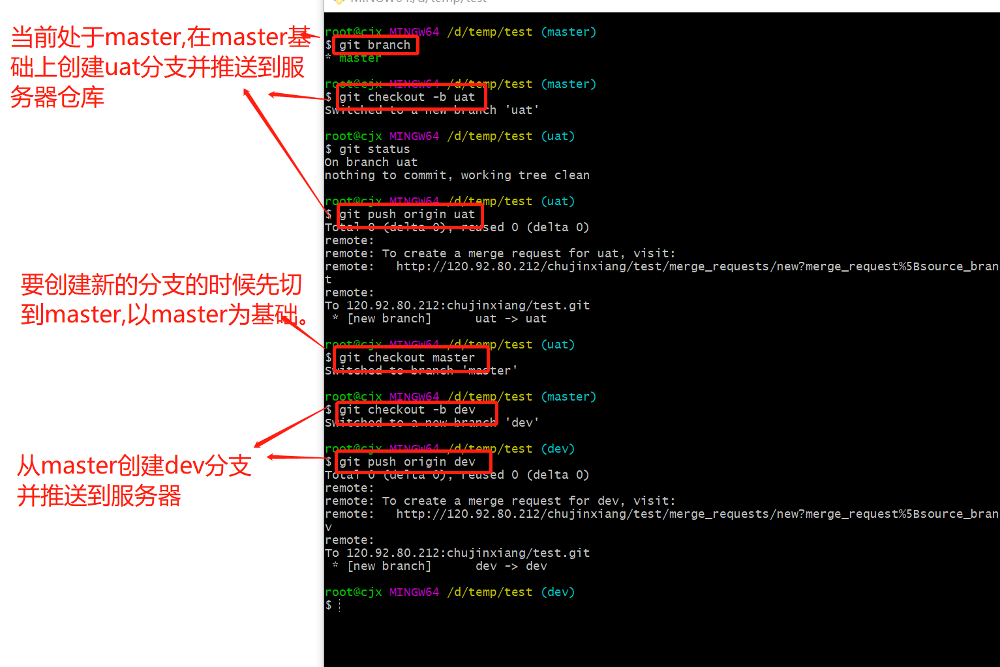 MINGW64:/d/temp/test
当前处于master,在master基
础上创建uat分支并推送到服
务器仓库
root@cjx MINGW64 /d/temp/test (master)
$ git branch
* master
root@cjx MINGW64 /d/temp/test (master)
$ git checkout -b uat
Switched to a new branch 'uat'
root@cjx MINGW64 /d/temp/test (uat)
$ git status
On branch uat
nothing to commit, working tree clean
root@cjx MINGW64 /d/temp/test (uat)
$ git push origin uat
Total 0 (delta 0), reused 0 (delta 0)
remote:
remote: To create a merge request for uat, visit:
remote:   http://120.92.80.212/chujinxiang/test/merge_requests/new?merge_request%5Bsource_bran
t
remote:
To 120.92.80.212:chujinxiang/test.git
 * [new branch]      uat -> uat
要创建新的分支的时候先切
到master,以master为基础。
root@cjx MINGW64 /d/temp/test (uat)
$ git checkout master
Switched to branch 'master'
root@cjx MINGW64 /d/temp/test (master)
$ git checkout -b dev
Switched to a new branch 'dev'
从master创建dev分支
并推送到服务器
root@cjx MINGW64 /d/temp/test (dev)
$ git push origin dev
Total 0 (delta 0), reused 0 (delta 0)
remote:
remote: To create a merge request for dev, visit:
remote:   http://120.92.80.212/chujinxiang/test/merge_requests/new?merge_request%5Bsource_bran
v
remote:
To 120.92.80.212:chujinxiang/test.git
 * [new branch]      dev -> dev
root@cjx MINGW64 /d/temp/test (dev)
$